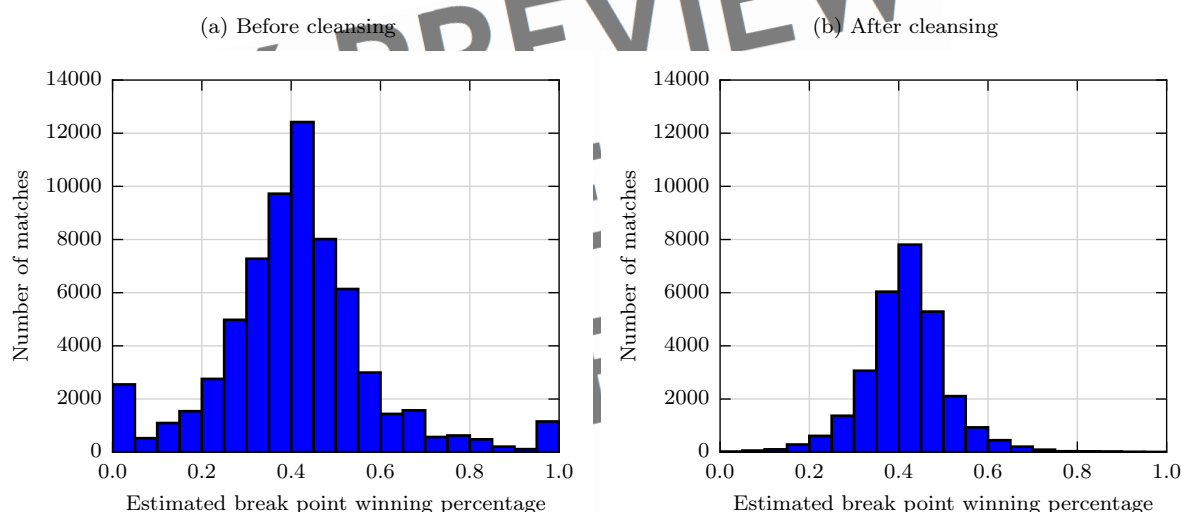 (a) Before cleansing
(b) After cleansing
PREVIEW
14000
12000
10000
8000
6000
4000
2000
0
Number of matches
0.0 0.2 0.4 0.6 0.8 1.0
Estimated break point winning percentage
14000
12000
10000
8000
6000
4000
2000
0
Number of matches
0.0 0.2 0.4 0.6 0.8 1.0
Estimated break point winning percentage